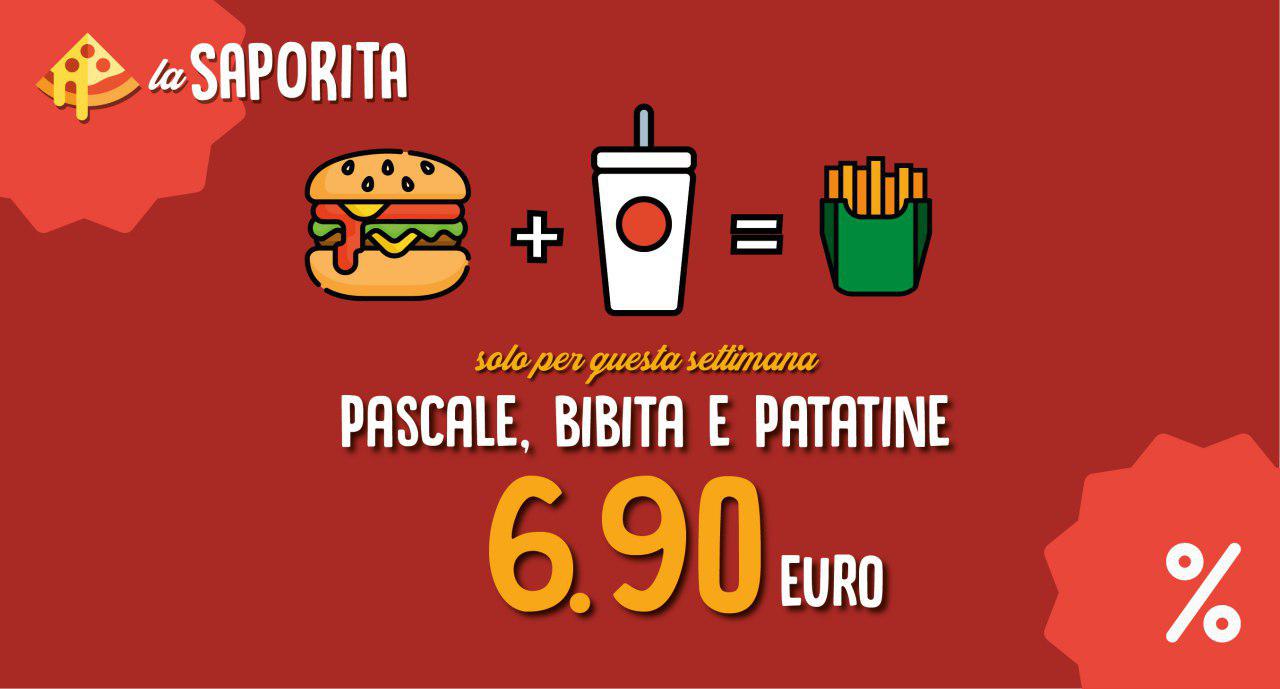 la SAPORITA
+ =
solo per questa settimana
PASCALE, BIBITA E PATATINE
6.90 EURO
%